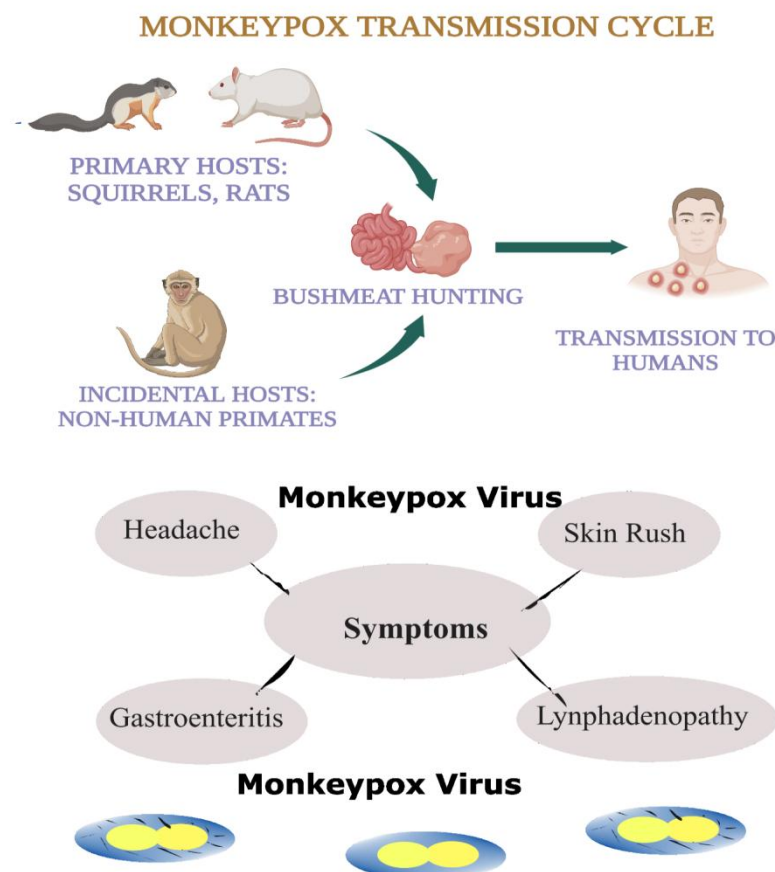 MONKEYPOX TRANSMISSION CYCLE
PRIMARY HOSTS:
SQUIRRELS, RATS
BUSHMEAT HUNTING
TRANSMISSION TO
HUMANS
INCIDENTAL HOSTS:
NON-HUMAN PRIMATES
Monkeypox Virus
Headache
Skin Rush
Symptoms
Gastroenteritis
Lynphadenopathy
Monkeypox Virus